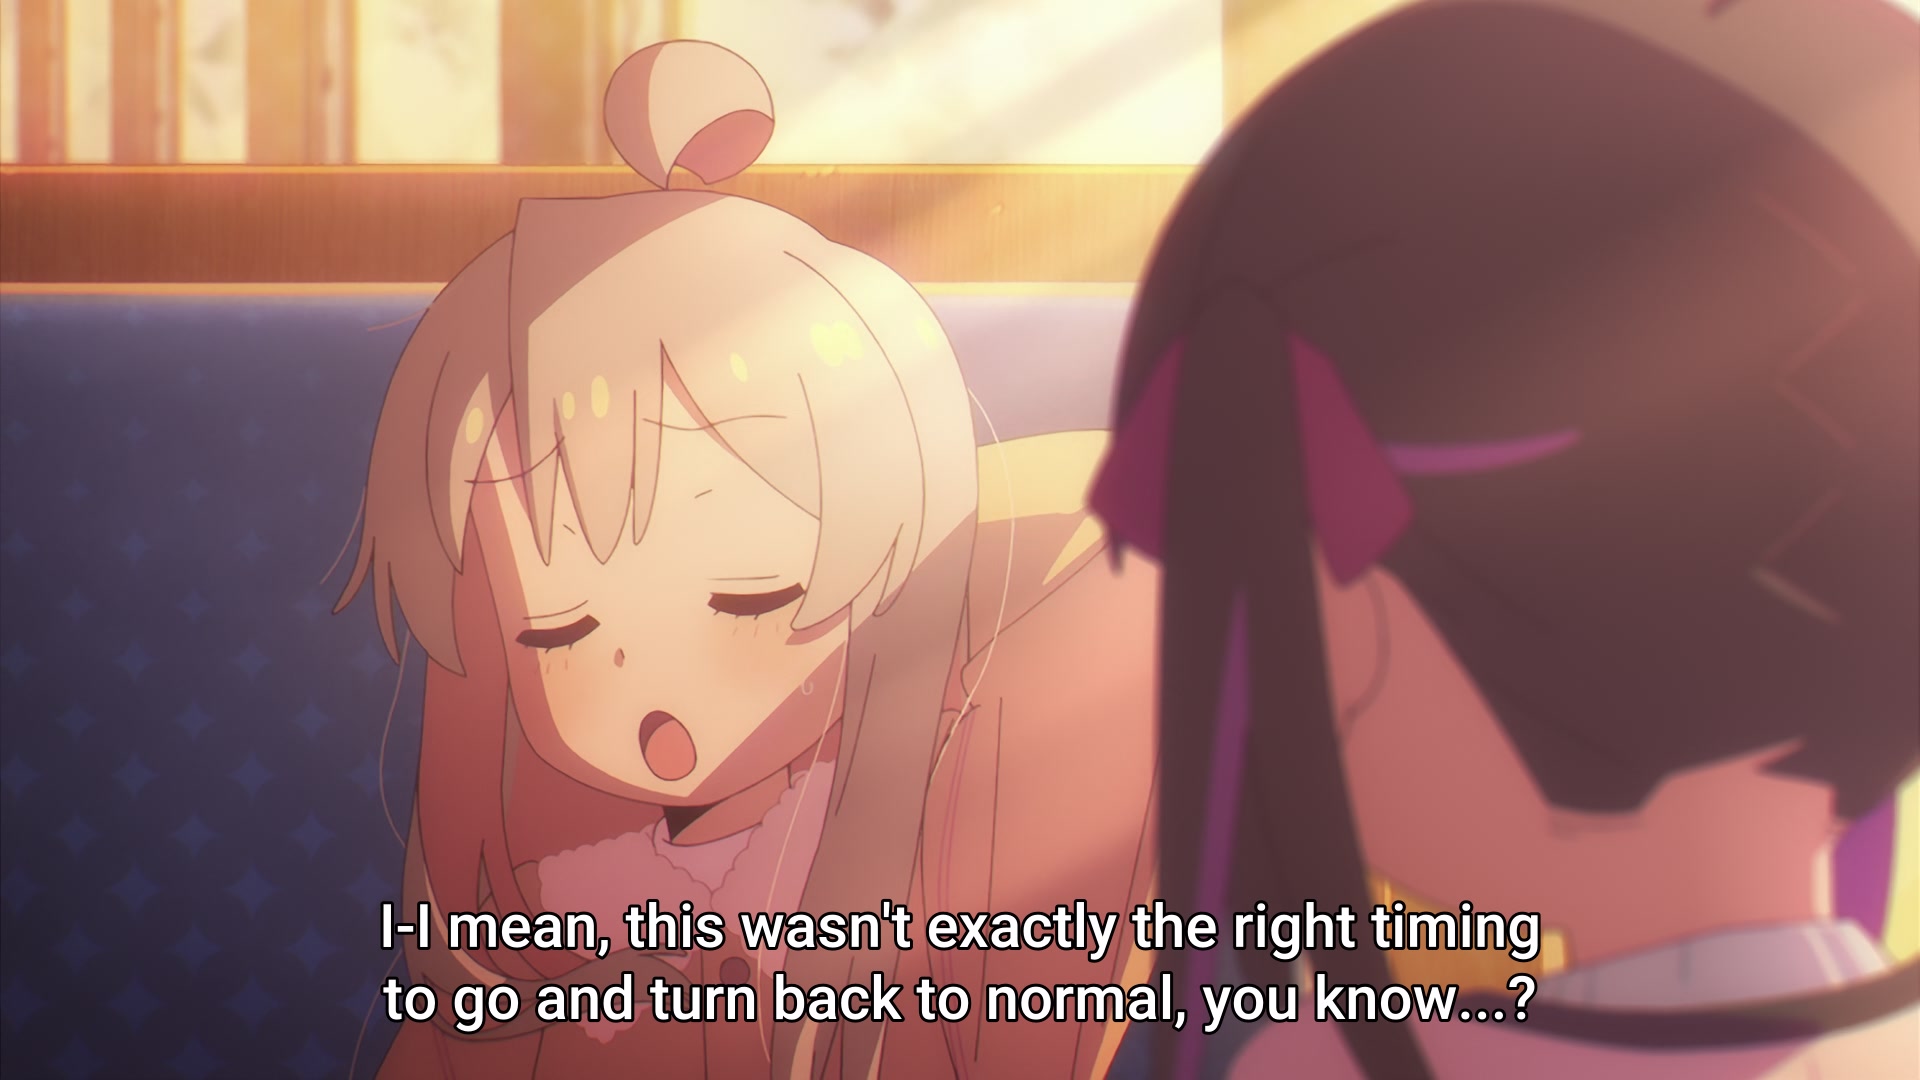 I-I mean, this wasn't exactly the right timing
to go and turn back to normal, you know...?